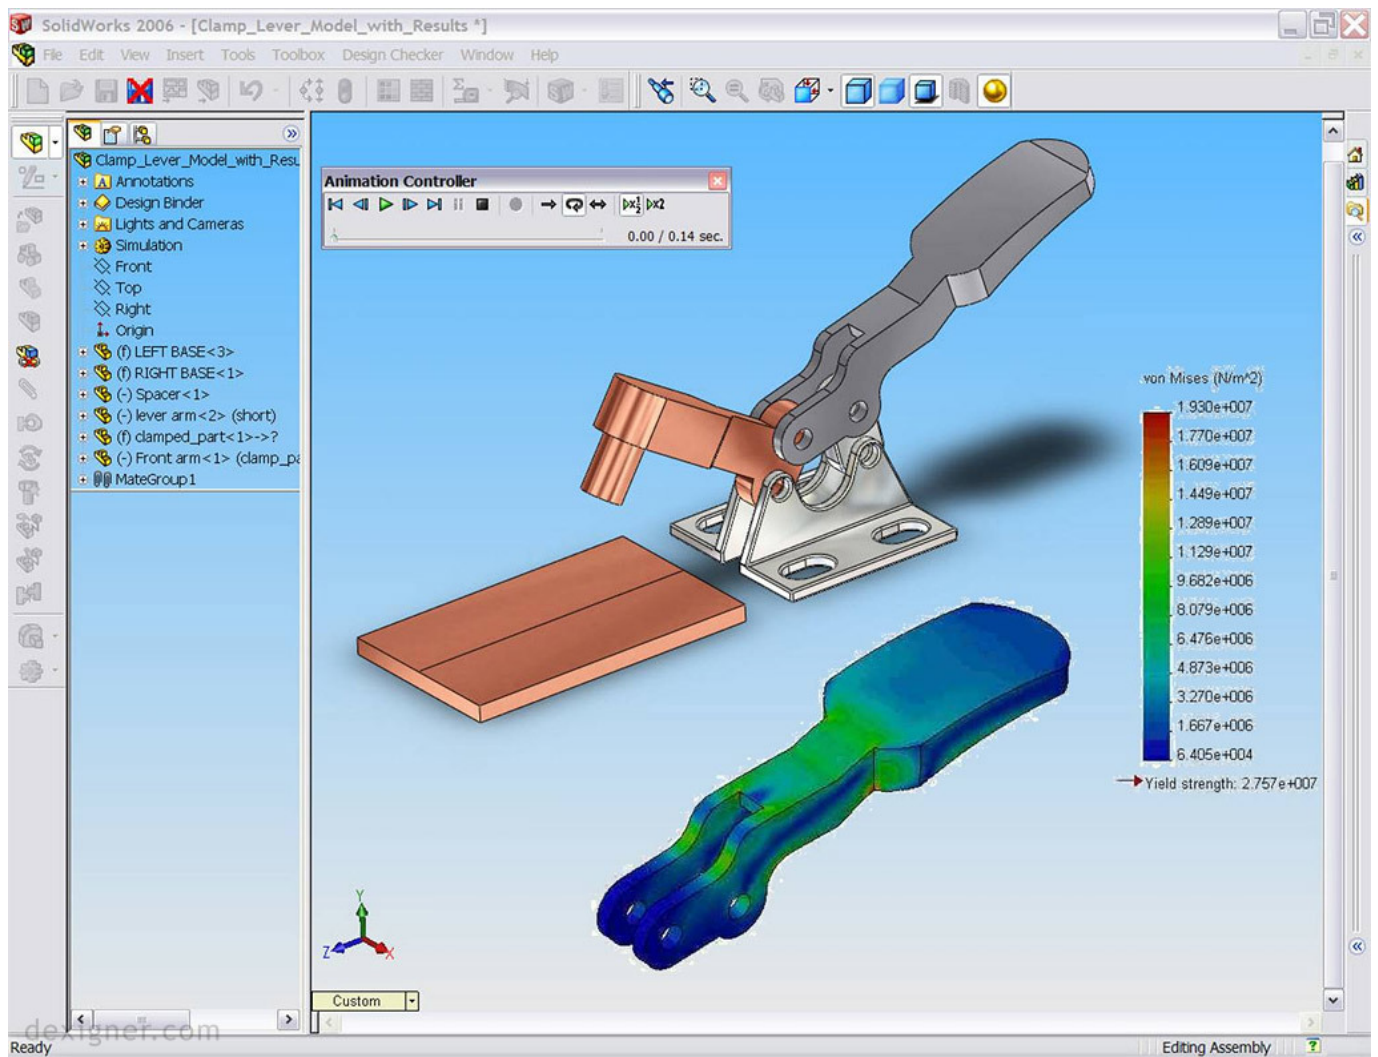 SolidWorks 2006 - [Clamp_Lever_Model_with_Results *]
File Edit View Insert Tools Toolbox Design Checker Window Help
Clamp_Lever_Model_with_Resu
Annotations
Design Binder
Lights and Cameras
Simulation
Front
Top
Right
Origin
(f) LEFT BASE<3>
(f) RIGHT BASE<1>
(-) Spacer<1>
(-) lever arm<2> (short)
(f) clamped_part<1>->?
(-) Front arm<1> (clamp_pa
MateGroup1
Animation Controller
x½ x2
0.00 / 0.14 sec.
von Mises (N/m^2)
1.930e+007
1.770e+007
1.609e+007
1.449e+007
1.289e+007
1.129e+007
9.682e+006
8.079e+006
6.476e+006
4.873e+006
3.270e+006
1.667e+006
6.405e+004
Yield strength: 2.757e+007
Y
Z
X
Custom
dexigner.com
Ready
Editing Assembly
?